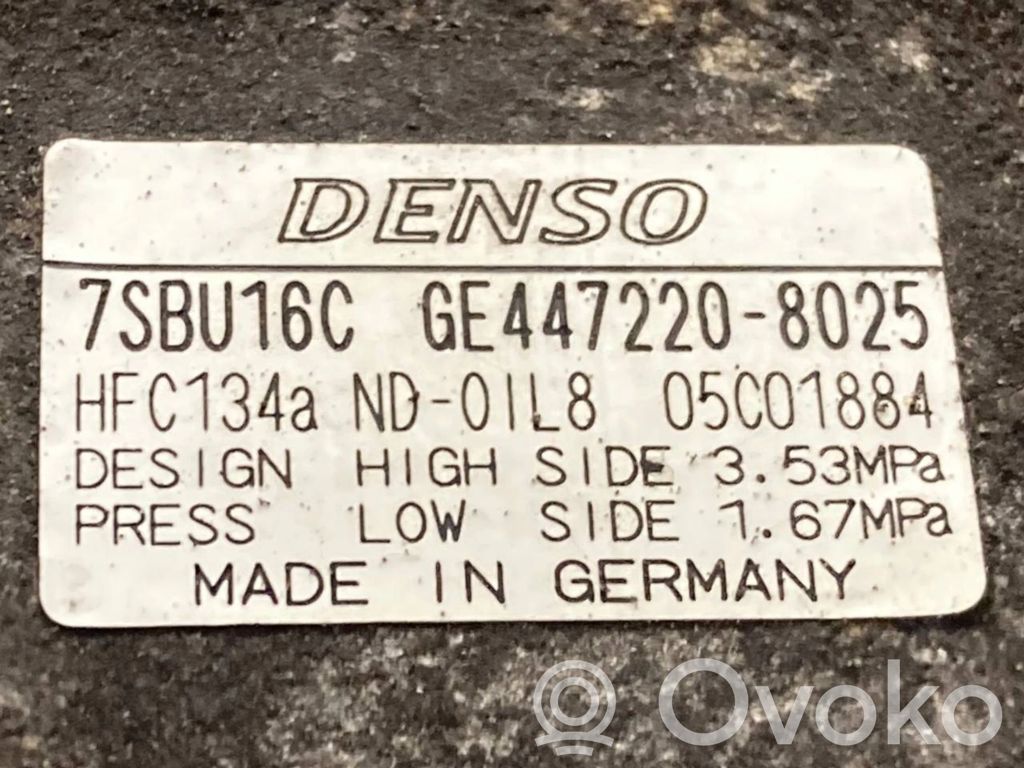 DENSO
7SBU16C GE447220-8025
HFC134a ND-OIL8 05C01884
DESIGN HIGH SIDE 3.53MPa
PRESS LOW SIDE 1.67MPa
MADE IN GERMANY
Ovoko